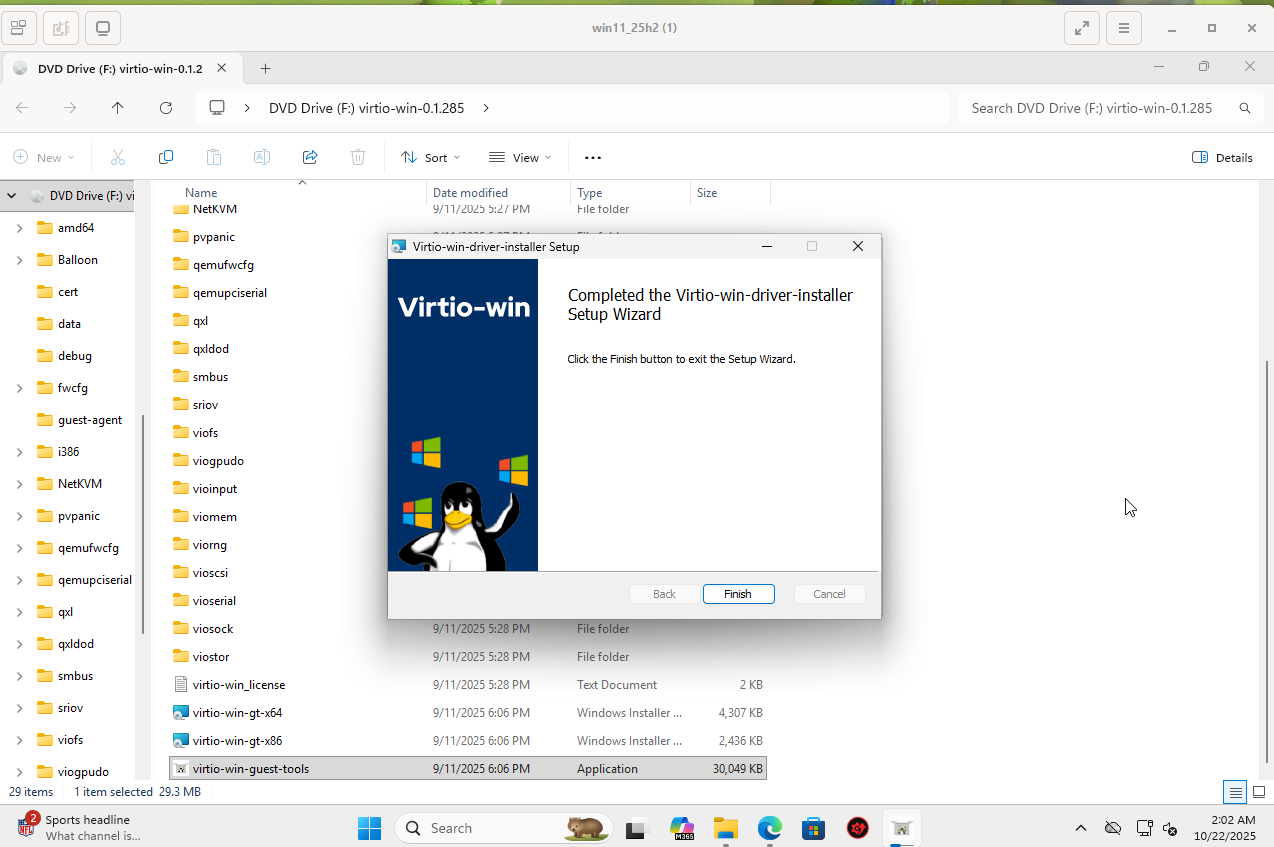 win11_25h2 (1)
DVD Drive (F:) virtio-win-0.1.2
DVD Drive (F:) virtio-win-0.1.285
Search DVD Drive (F:) virtio-win-0.1.285
New
Sort
View
Details
DVD Drive (F:) vi
amd64
Balloon
cert
data
debug
fwcfg
guest-agent
i386
NetKVM
pvpanic
qemufwcfg
qemupciserial
qxl
qxldod
smbus
sriov
viofs
viogpudo
Name Date modified Type Size
NetKVM 9/11/2025 5:27 PM File folder
pvpanic
qemufwcfg
qemupciserial
qxl
qxldod
smbus
sriov
viofs
viogpudo
vioinput
viomem
viorng
vioscsi
vioserial
viosock 9/11/2025 5:28 PM File folder
viostor 9/11/2025 5:28 PM File folder
virtio-win_license 9/11/2025 5:28 PM Text Document 2 KB
virtio-win-gt-x64 9/11/2025 6:06 PM Windows Installer ... 4,307 KB
virtio-win-gt-x86 9/11/2025 6:06 PM Windows Installer ... 2,436 KB
virtio-win-guest-tools 9/11/2025 6:06 PM Application 30,049 KB
Virtio-win-driver-installer Setup
Virtio-win
Completed the Virtio-win-driver-installer
Setup Wizard
Click the Finish button to exit the Setup Wizard.
Back
Finish
Cancel
29 items
1 item selected 29.3 MB
2
NFL
Sports headline
What channel is...
Search
M365
2:02 AM
10/22/2025